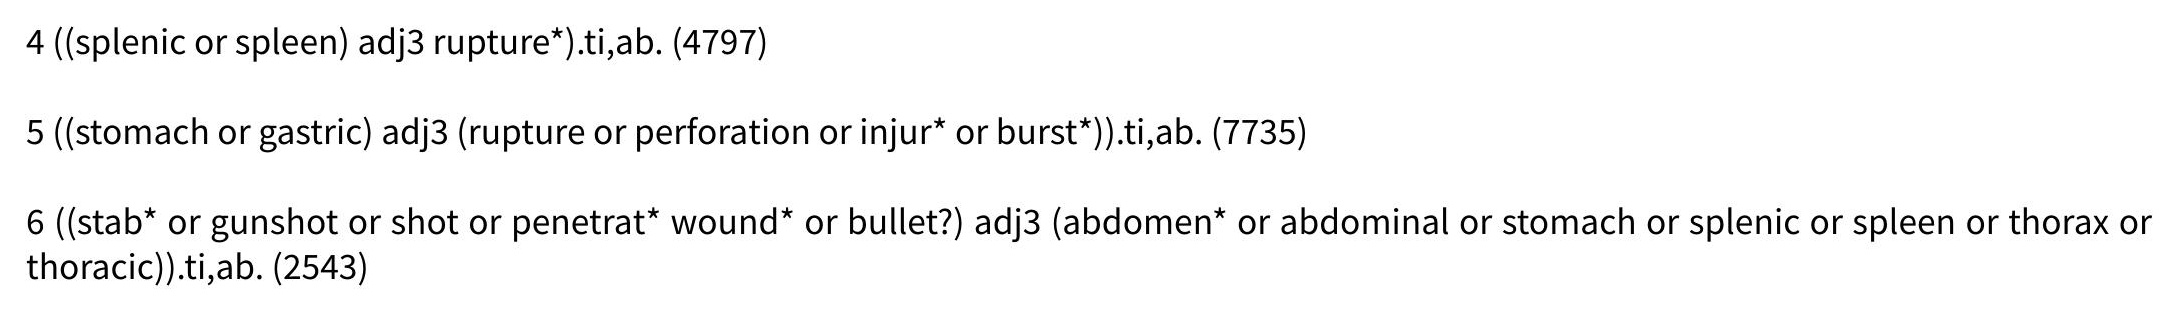 4 ((splenic or spleen) adj3 rupture*).ti,ab. (4797)
5 ((stomach or gastric) adj3 (rupture or perforation or injur* or burst*)).ti,ab. (7735)
6 ((stab* or gunshot or shot or penetrat* wound* or bullet?) adj3 (abdomen* or abdominal or stomach or splenic or spleen or thorax or
thoracic)).ti,ab. (2543)